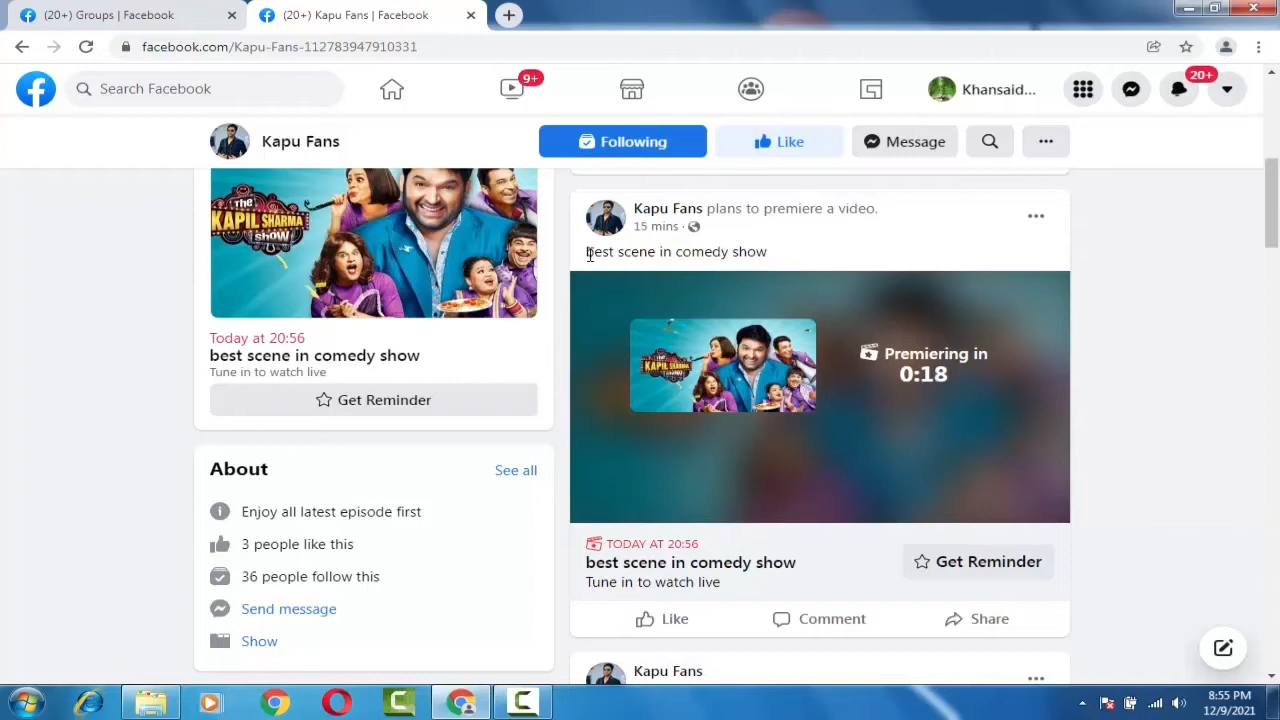 (20+) Groups | Facebook
(20+) Kapu Fans | Facebook
facebook.com/Kapu-Fans-112783947910331
Search Facebook
9+
Khansaid...
20+
Kapu Fans
Following
Like
Message
THE
KAPIL SHARMA
SHOW
Today at 20:56
best scene in comedy show
Tune in to watch live
Get Reminder
About
See all
Enjoy all latest episode first
3 people like this
36 people follow this
Send message
Show
Kapu Fans plans to premiere a video.
15 mins ·
best scene in comedy show
THE
KAPIL SHARMA
SHOW
Premiering in
0:18
TODAY AT 20:56
best scene in comedy show
Tune in to watch live
Get Reminder
Like
Comment
Share
Kapu Fans
8:55 PM
12/9/2021